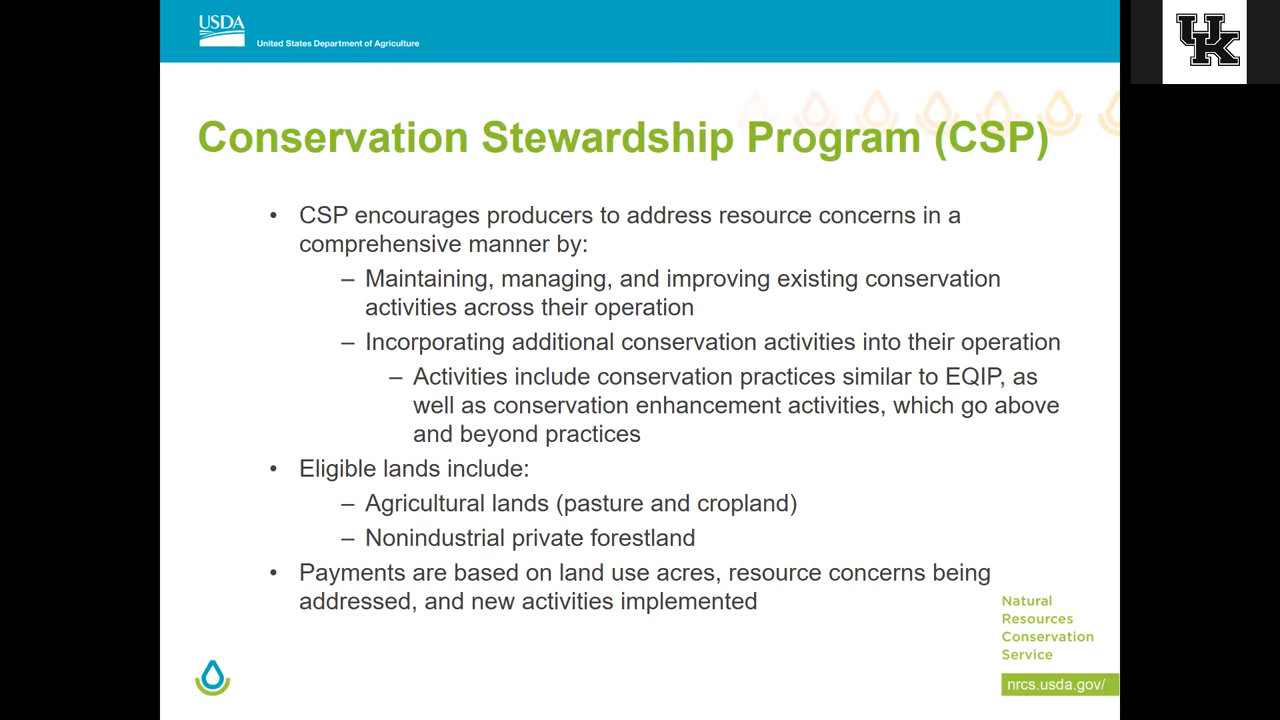 USDA
United States Department of Agriculture
UK
Conservation Stewardship Program (CSP)
• CSP encourages producers to address resource concerns in a
comprehensive manner by:
– Maintaining, managing, and improving existing conservation
activities across their operation
– Incorporating additional conservation activities into their operation
– Activities include conservation practices similar to EQIP, as
well as conservation enhancement activities, which go above
and beyond practices
• Eligible lands include:
– Agricultural lands (pasture and cropland)
– Nonindustrial private forestland
• Payments are based on land use acres, resource concerns being
addressed, and new activities implemented
Natural
Resources
Conservation
Service
nrcs.usda.gov/